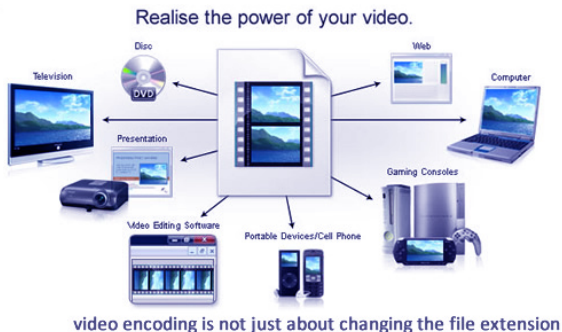 Realise the power of your video.
Disc
Web
Television
Computer
DVD
Presentation
Gaming Consoles
Video Editing Software
Portable Devices/Cell Phone
video encoding is not just about changing the file extension